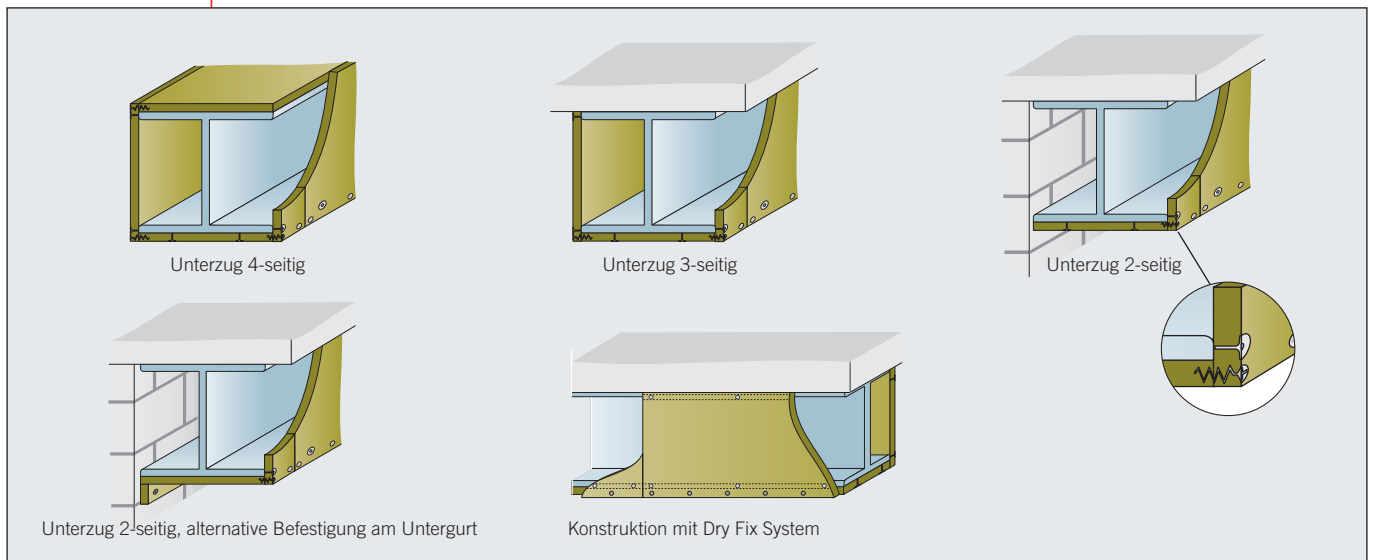 Unterzug 4-seitig
Unterzug 3-seitig
Unterzug 2-seitig
Unterzug 2-seitig, alternative Befestigung am Untergurt
Konstruktion mit Dry Fix System